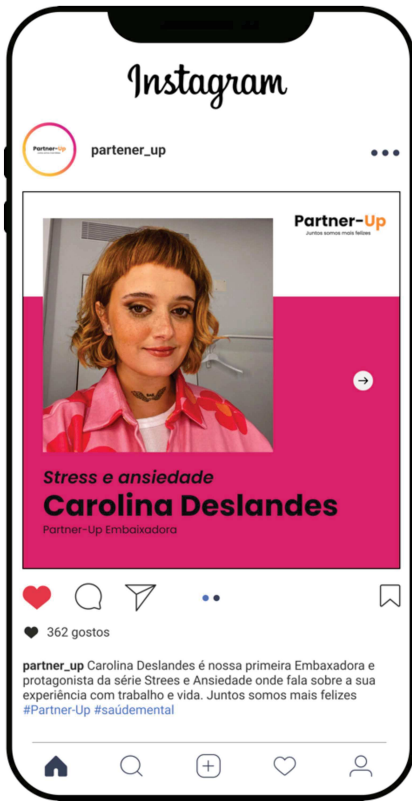 Instagram
Partner-Up
partener_up
Partner-Up
Juntos somos mais felizes
Stress e ansiedade
Carolina Deslandes
Partner-Up Embaixadora
362 gostos
partner_up Carolina Deslandes é nossa primeira Embaxadora e
protagonista da série Strees e Ansiedade onde fala sobre a sua
experiência com trabalho e vida. Juntos somos mais felizes
#Partner-Up #saúdemental